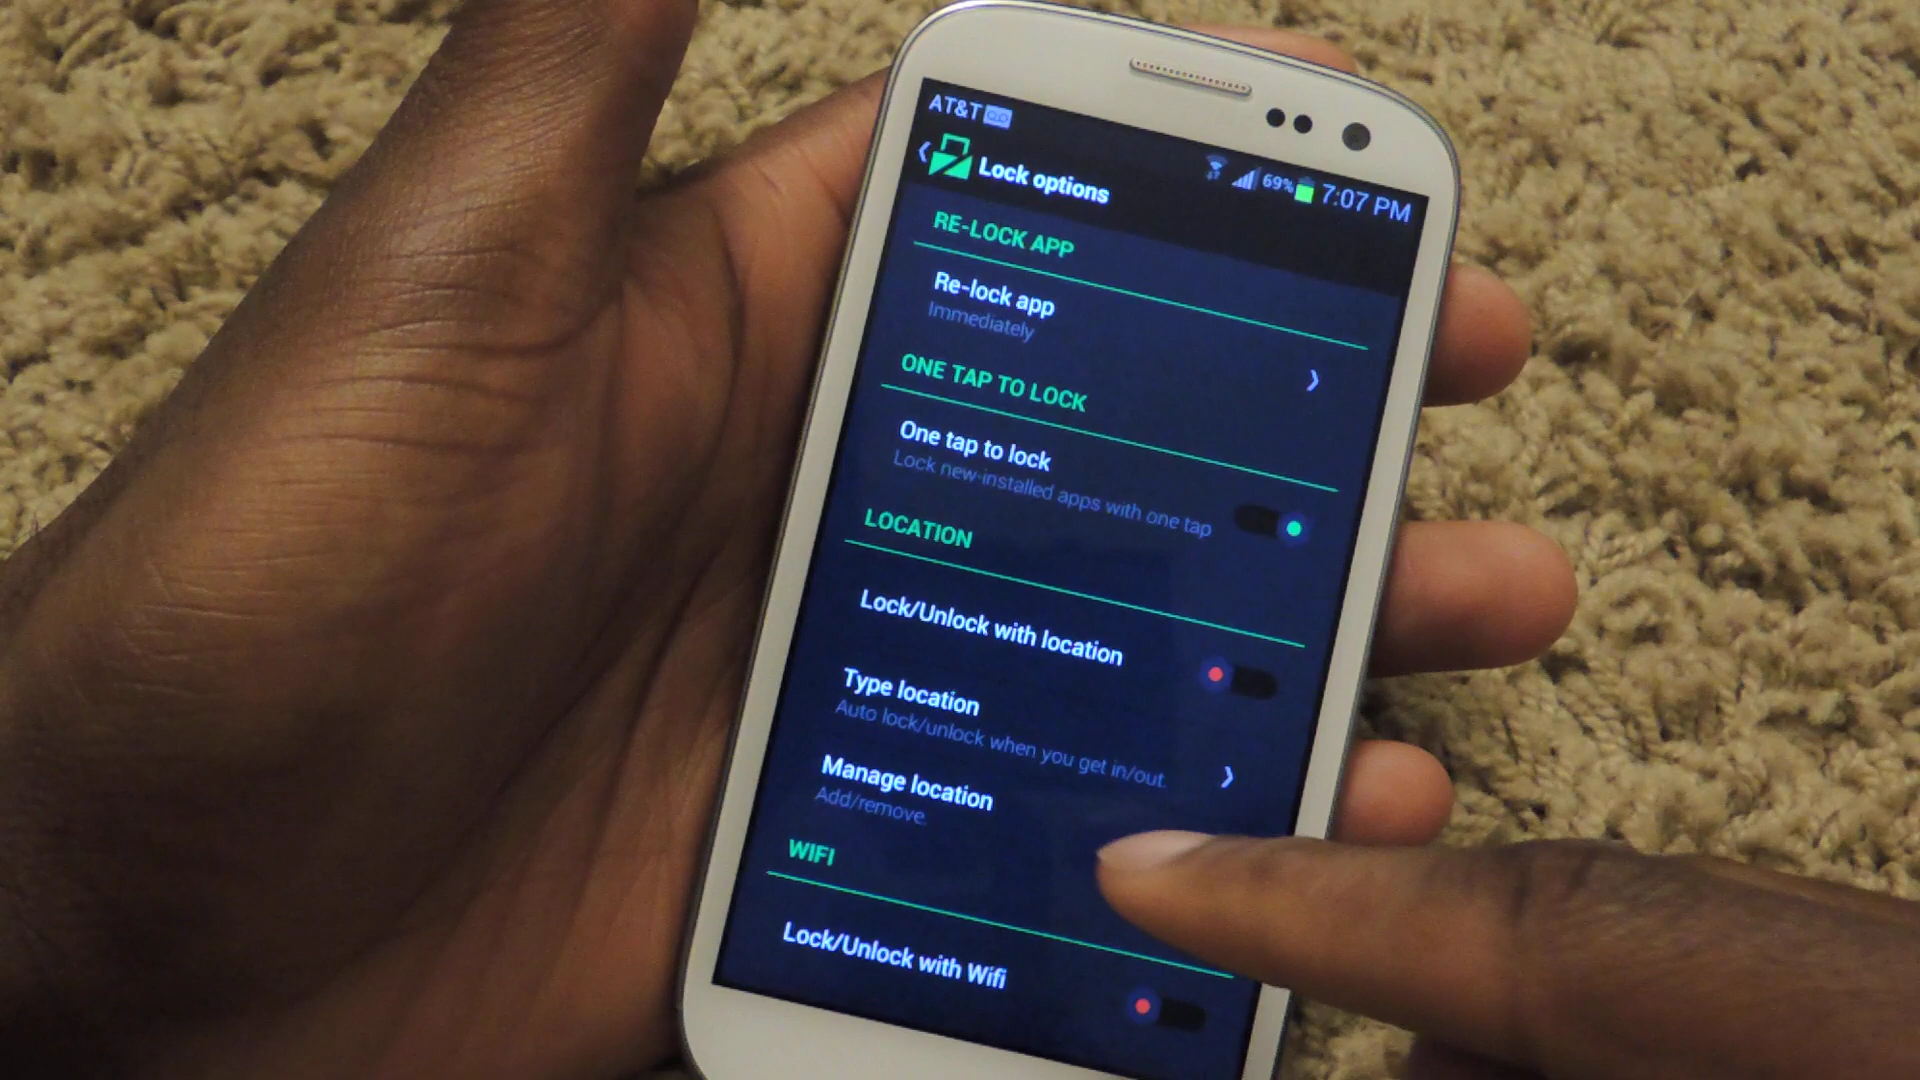 AT&T
69% 7:07 PM
Lock options
RE-LOCK APP
Re-lock app
Immediately
ONE TAP TO LOCK
One tap to lock
Lock new-installed apps with one tap
LOCATION
Lock/Unlock with location
Type location
Auto lock/unlock when you get in/out.
Manage location
Add/remove.
WIFI
Lock/Unlock with Wifi